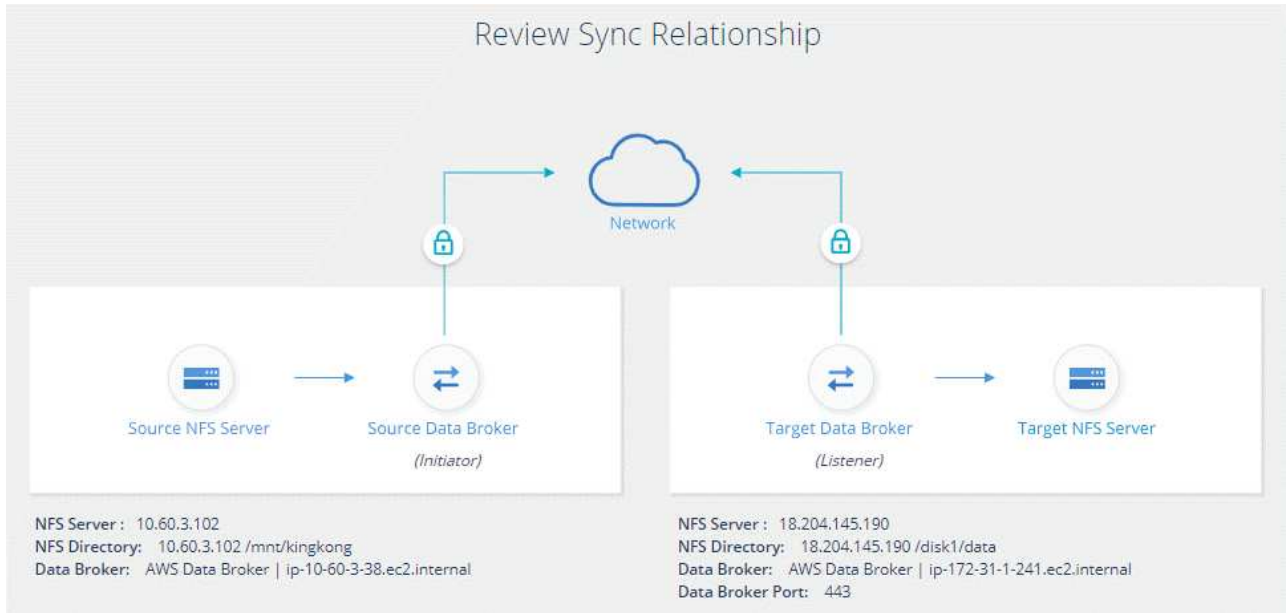 Review Sync Relationship
Network
Source NFS Server
Source Data Broker
(Initiator)
Target Data Broker
(Listener)
Target NFS Server
NFS Server : 10.60.3.102
NFS Directory: 10.60.3.102 /mnt/kingkong
Data Broker: AWS Data Broker | ip-10-60-3-38.ec2.internal
NFS Server : 18.204.145.190
NFS Directory: 18.204.145.190 /disk1/data
Data Broker: AWS Data Broker | ip-172-31-1-241.ec2.internal
Data Broker Port: 443